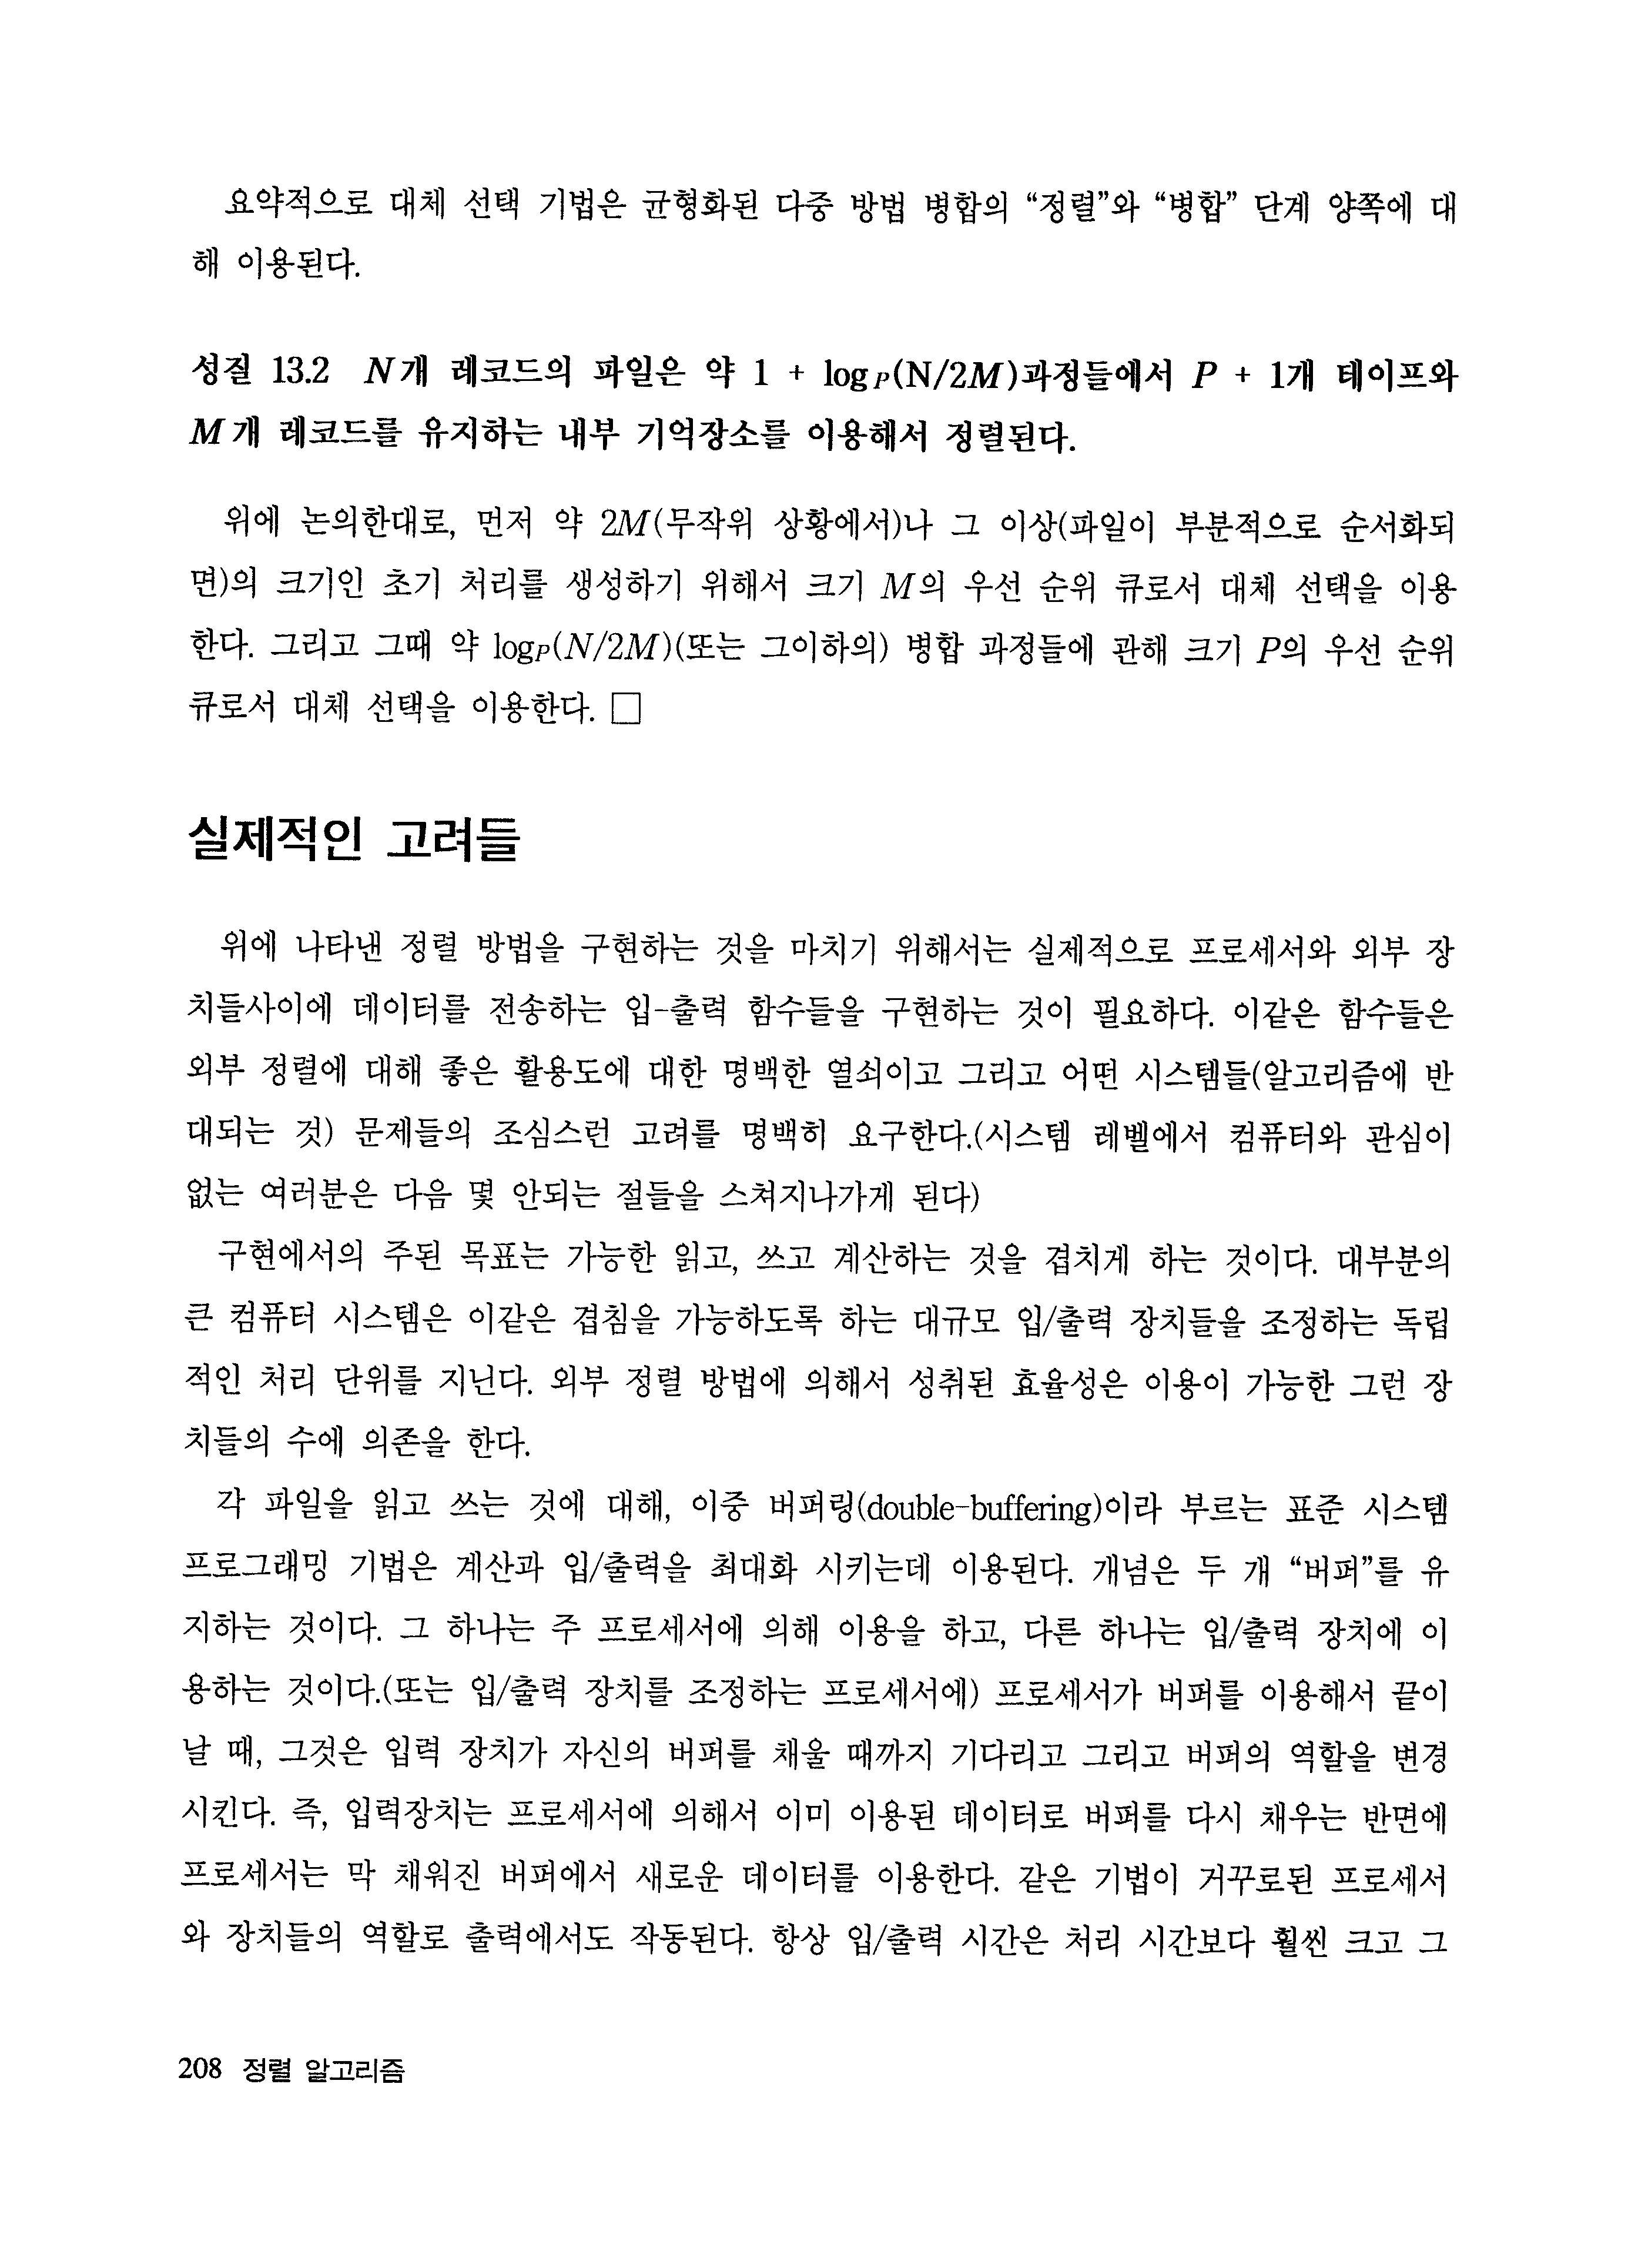 요약적으로 대체 선택 기법은 균형화된 다중 방법 병합의 “정렬”와 “병합” 단계 양쪽에 대
해 이용된다.
성질 13.2 N개 레코드의 파일은 약 1 + log P(N/2M)과정들에서 P + 1개 테이프와
M개 레코드를 유지하는 내부 기억장소를 이용해서 정렬된다.
위에 논의한대로, 먼저 약 2M(무작위 상황에서)나 그 이상(파일이 부분적으로 순서화되
면)의 크기인 초기 처리를 생성하기 위해서 크기 M의 우선 순위 큐로서 대체 선택을 이용
한다. 그리고 그때 약 logP(N/2M)(또는 그이하의) 병합 과정들에 관해 크기 P의 우선 순위
큐로서 대체 선택을 이용한다. □
실제적인 고려들
위에 나타낸 정렬 방법을 구현하는 것을 마치기 위해서는 실제적으로 프로세서와 외부 장
치들사이에 데이터를 전송하는 입-출력 함수들을 구현하는 것이 필요하다. 이같은 함수들은
외부 정렬에 대해 좋은 활용도에 대한 명백한 열쇠이고 그리고 어떤 시스템들(알고리즘에 반
대되는 것) 문제들의 조심스런 고려를 명백히 요구한다.(시스템 레벨에서 컴퓨터와 관심이
없는 여러분은 다음 몇 안되는 절들을 스쳐지나가게 된다)
구현에서의 주된 목표는 가능한 읽고, 쓰고 계산하는 것을 겹치게 하는 것이다. 대부분의
큰 컴퓨터 시스템은 이같은 겹침을 가능하도록 하는 대규모 입/출력 장치들을 조정하는 독립
적인 처리 단위를 지닌다. 외부 정렬 방법에 의해서 성취된 효율성은 이용이 가능한 그런 장
치들의 수에 의존을 한다.
각 파일을 읽고 쓰는 것에 대해, 이중 버퍼링(double-buffering)이라 부르는 표준 시스템
프로그래밍 기법은 계산과 입/출력을 최대화 시키는데 이용된다. 개념은 두 개 “버퍼”를 유
지하는 것이다. 그 하나는 주 프로세서에 의해 이용을 하고, 다른 하나는 입/출력 장치에 이
용하는 것이다.(또는 입/출력 장치를 조정하는 프로세서에) 프로세서가 버퍼를 이용해서 끝이
날 때, 그것은 입력 장치가 자신의 버퍼를 채울 때까지 기다리고 그리고 버퍼의 역할을 변경
시킨다. 즉, 입력장치는 프로세서에 의해서 이미 이용된 데이터로 버퍼를 다시 채우는 반면에
프로세서는 막 채워진 버퍼에서 새로운 데이터를 이용한다. 같은 기법이 거꾸로된 프로세서
와 장치들의 역할로 출력에서도 작동된다. 항상 입/출력 시간은 처리 시간보다 훨씬 크고 그
208 정렬 알고리즘